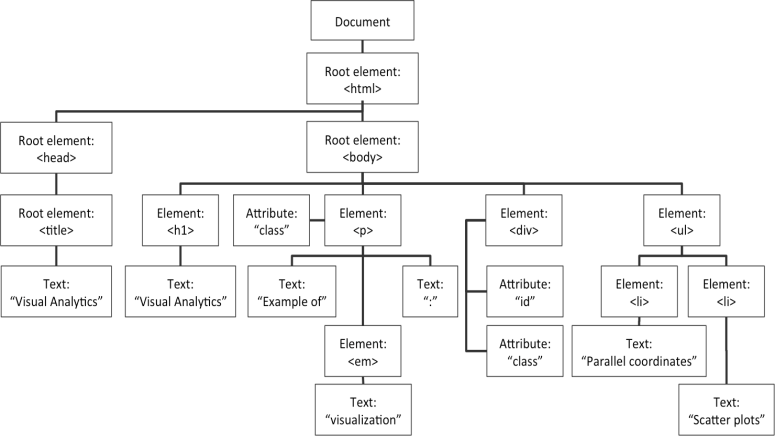 Document
Root element:
<html>
Root element:
<head>
Root element:
<body>
Root element:
<title>
Element:
<h1>
Attribute:
“class”
Element:
<p>
Element:
<div>
Element:
<ul>
Text:
“Visual Analytics”
Text:
“Visual Analytics”
Text:
“Example of”
Text:
“:”
Attribute:
“id”
Element:
<li>
Element:
<li>
Element:
<em>
Attribute:
“class”
Text:
“Parallel coordinates”
Text:
“visualization”
Text:
“Scatter plots”